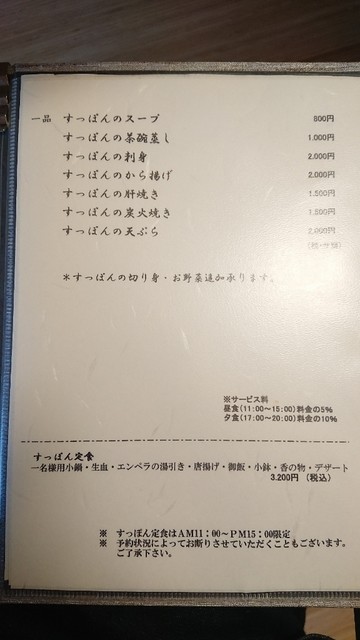 一品 すっぽんのスープ 800円
すっぽんの茶碗蒸し 1.000円
すっぽんの刺身 2.000円
すっぽんのから揚げ 2.000円
すっぽんの肝焼き 1.500円
すっぽんの炭火焼き 1.500円
すっぽんの天ぷら 2.000円
(税・サ別)
*すっぽんの切り身・お野菜追加承ります。
※サービス料
昼食(11:00～15:00)料金の5%
夕食(17:00～20:00)料金の10%
すっぽん定食
一名様用小鍋・生血・エンペラの湯引き・唐揚げ・御飯・小鉢・香の物・デザート
3.200円 (税込)
※ すっぽん定食はAM11：00～PM15：00限定
※ 予約状況によってお断りさせていただくこともございます。
ご了承下さい。